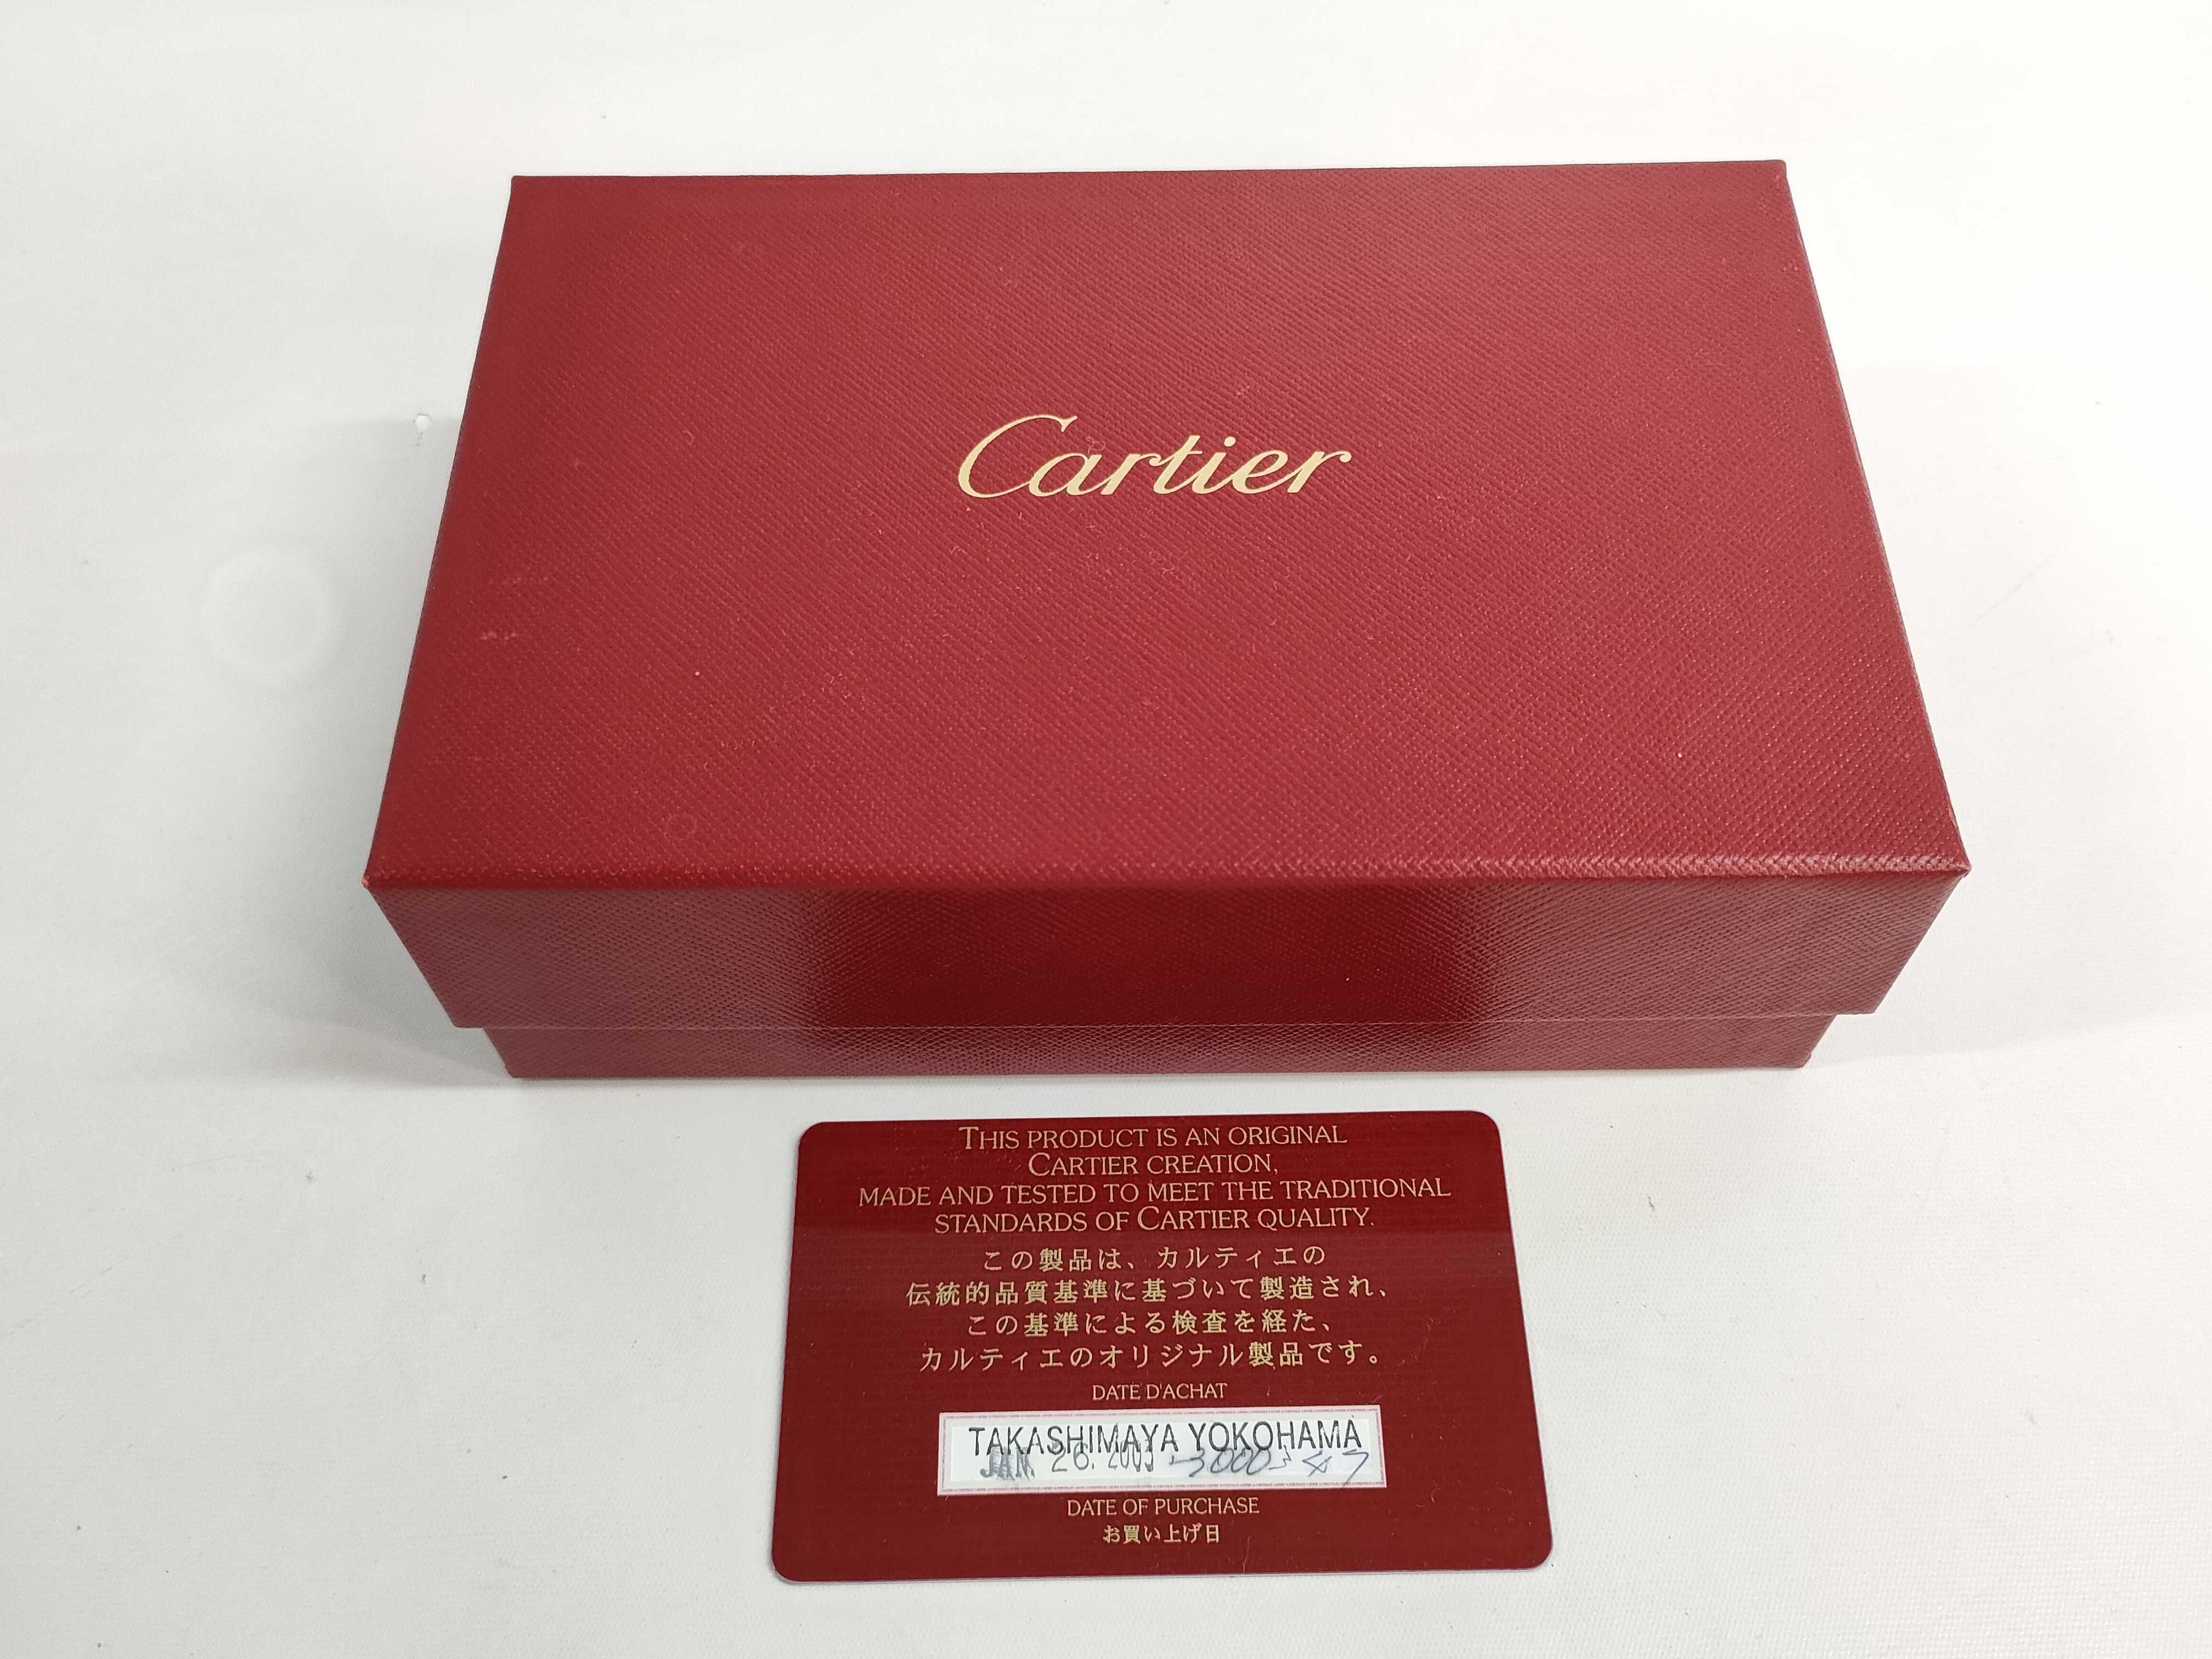 Cartier
THIS PRODUCT IS AN ORIGINAL
CARTIER CREATION,
MADE AND TESTED TO MEET THE TRADITIONAL
STANDARDS OF CARTIER QUALITY.
この製品は、カルティエの
伝統的品質基準に基づいて製造され、
この基準による検査を経た、
カルティエのオリジナル製品です。
DATE D'ACHAT
TAKASHIMAYA YOKOHAMA
JAN. 26. 2003
DATE OF PURCHASE
お買い上げ日